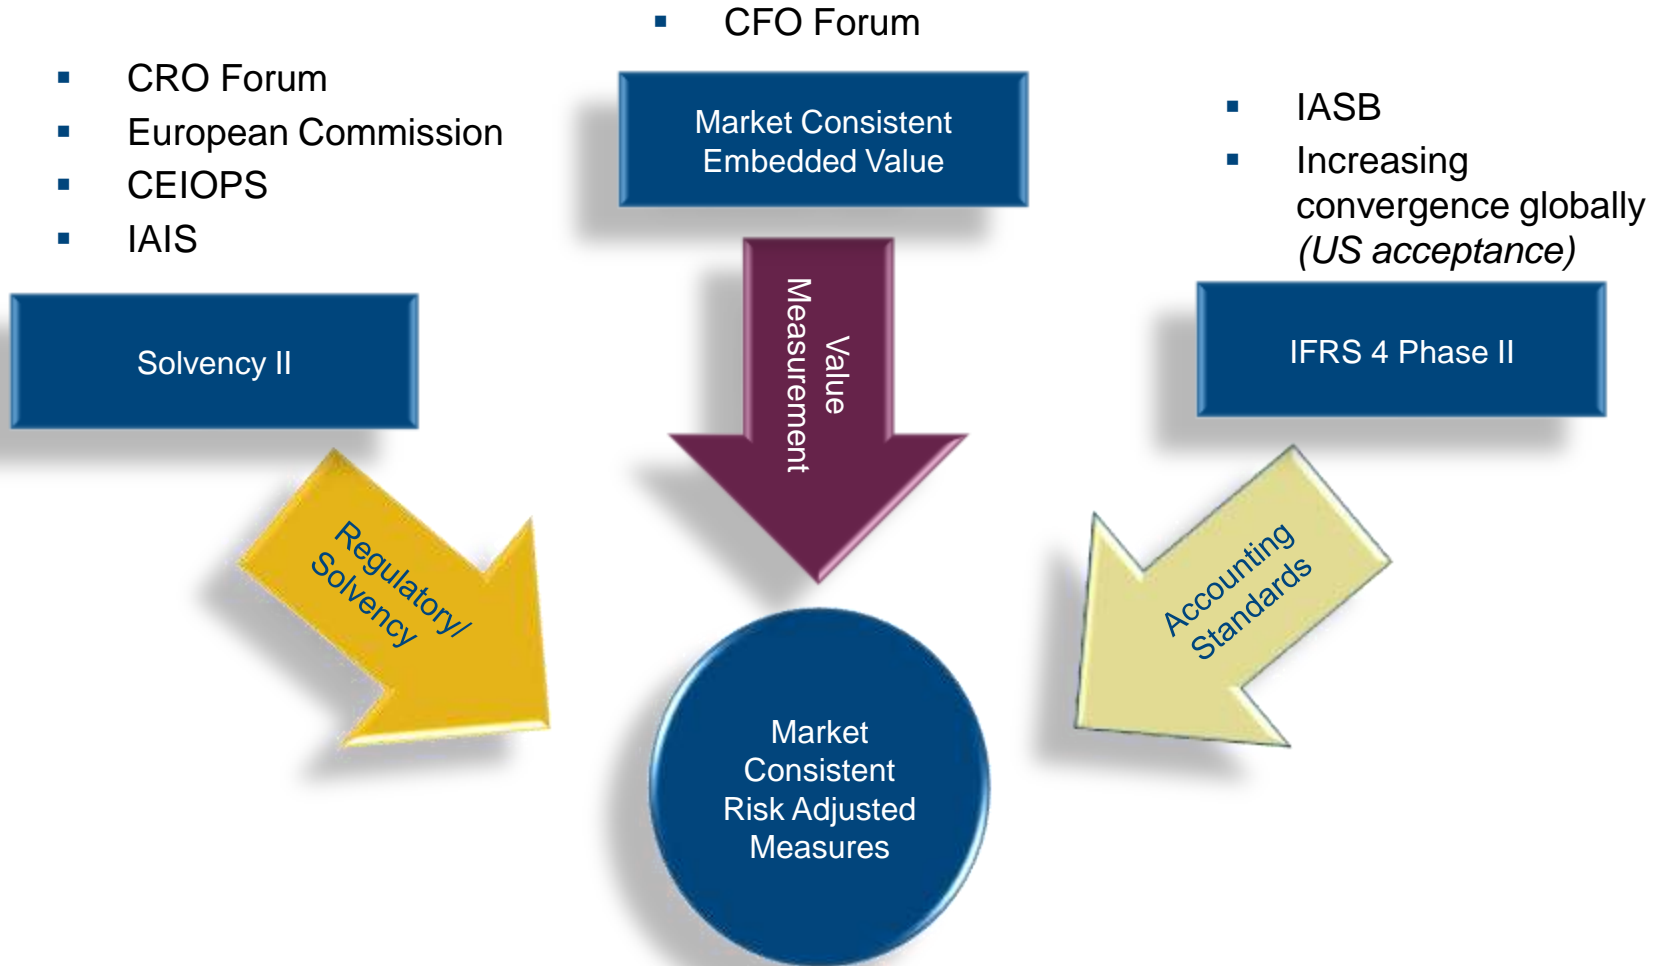 CFO Forum
Market Consistent
Embedded Value
CRO Forum
European Commission
CEIOPS
IAIS
Solvency II
IASB
Increasing
convergence globally
(US acceptance)
IFRS 4 Phase II
Value
Measurement
Regulatory/
Solvency
Accounting
Standards
Market
Consistent
Risk Adjusted
Measures